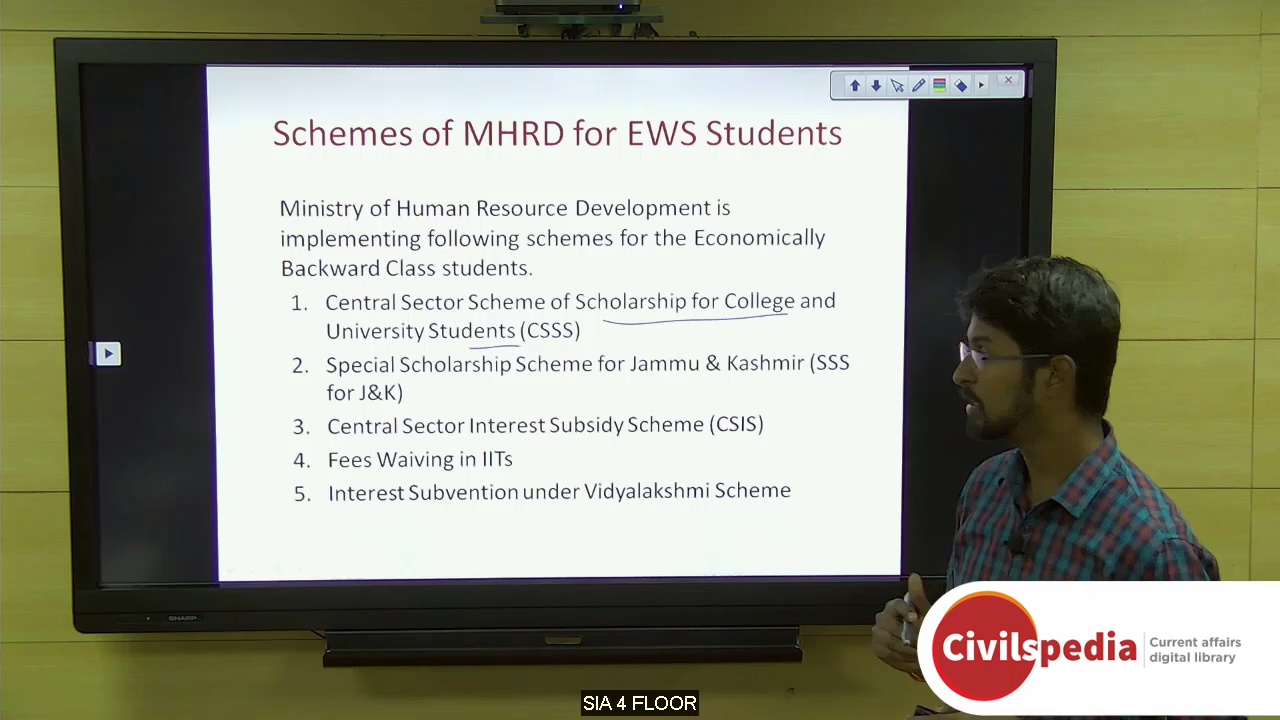 Schemes of MHRD for EWS Students
Ministry of Human Resource Development is
implementing following schemes for the Economically
Backward Class students.
1. Central Sector Scheme of Scholarship for College and
University Students (CSSS)
2. Special Scholarship Scheme for Jammu & Kashmir (SSS
for J&K)
3. Central Sector Interest Subsidy Scheme (CSIS)
4. Fees Waiving in IITs
5. Interest Subvention under Vidyalakshmi Scheme
SHARP
Civilspedia
Current affairs
digital library
SIA 4 FLOOR